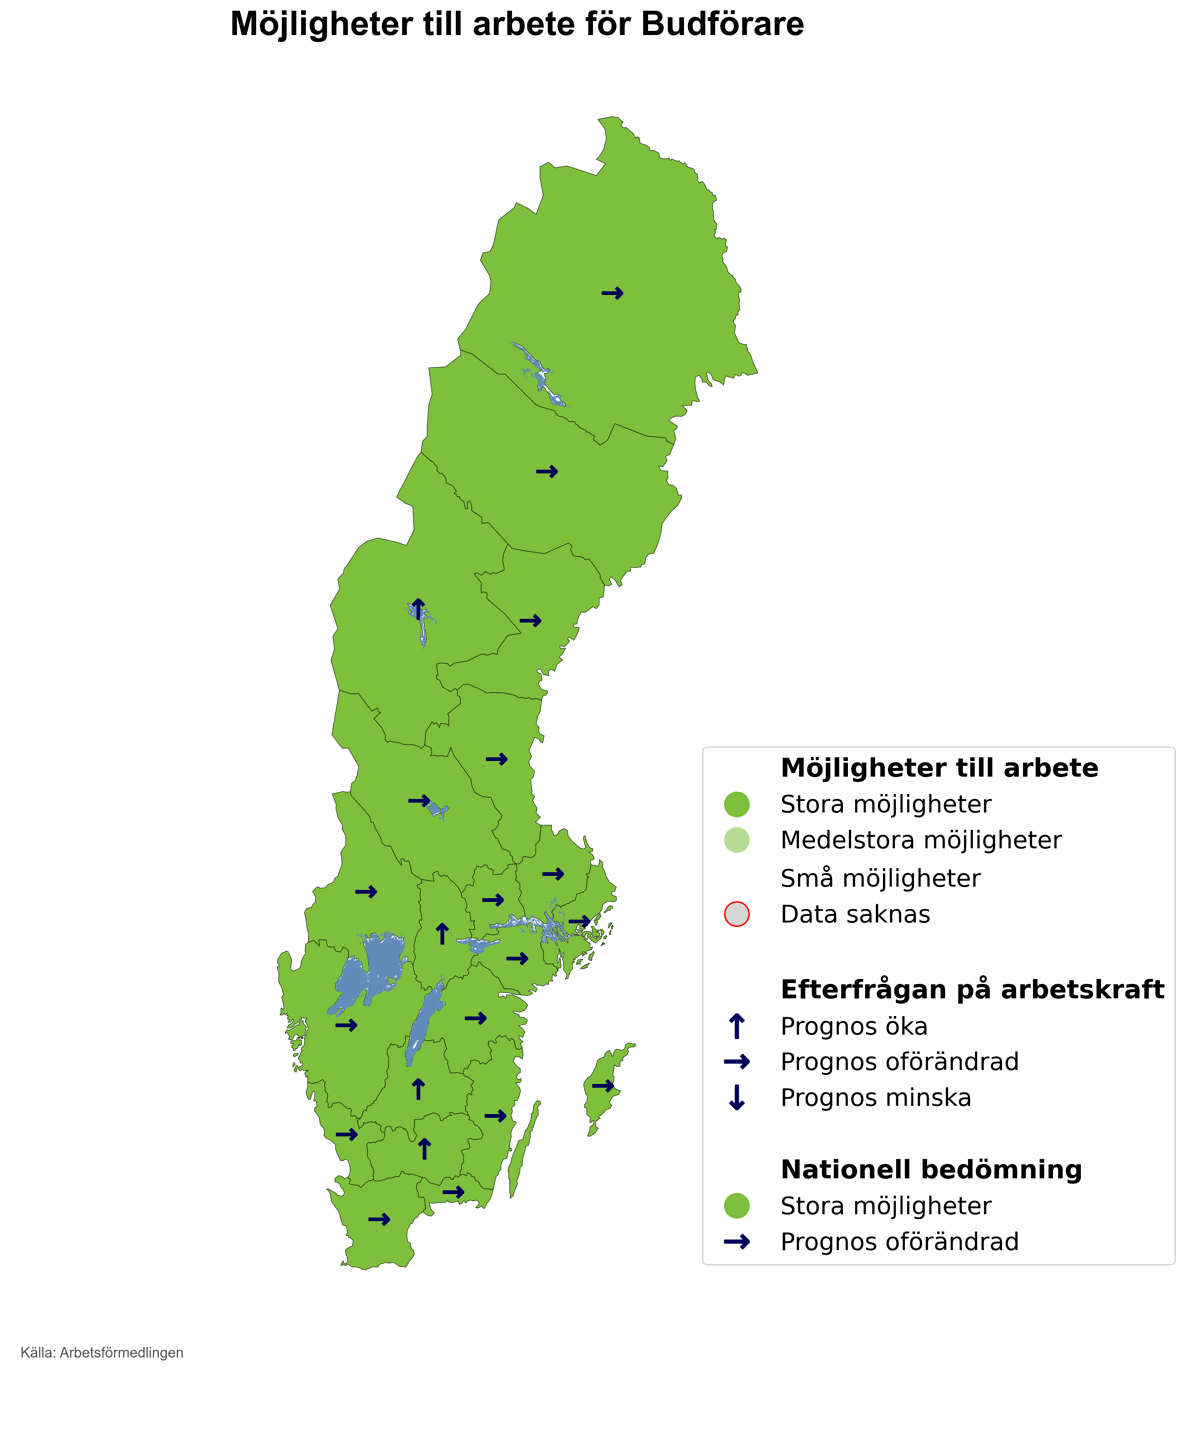 Möjligheter till arbete för Budförare
Möjligheter till arbete
Stora möjligheter
Medelstora möjligheter
Små möjligheter
Data saknas
Efterfrågan på arbetskraft
Prognos öka
Prognos oförändrad
Prognos minska
Nationell bedömning
Stora möjligheter
Prognos oförändrad
Källa: Arbetsförmedlingen